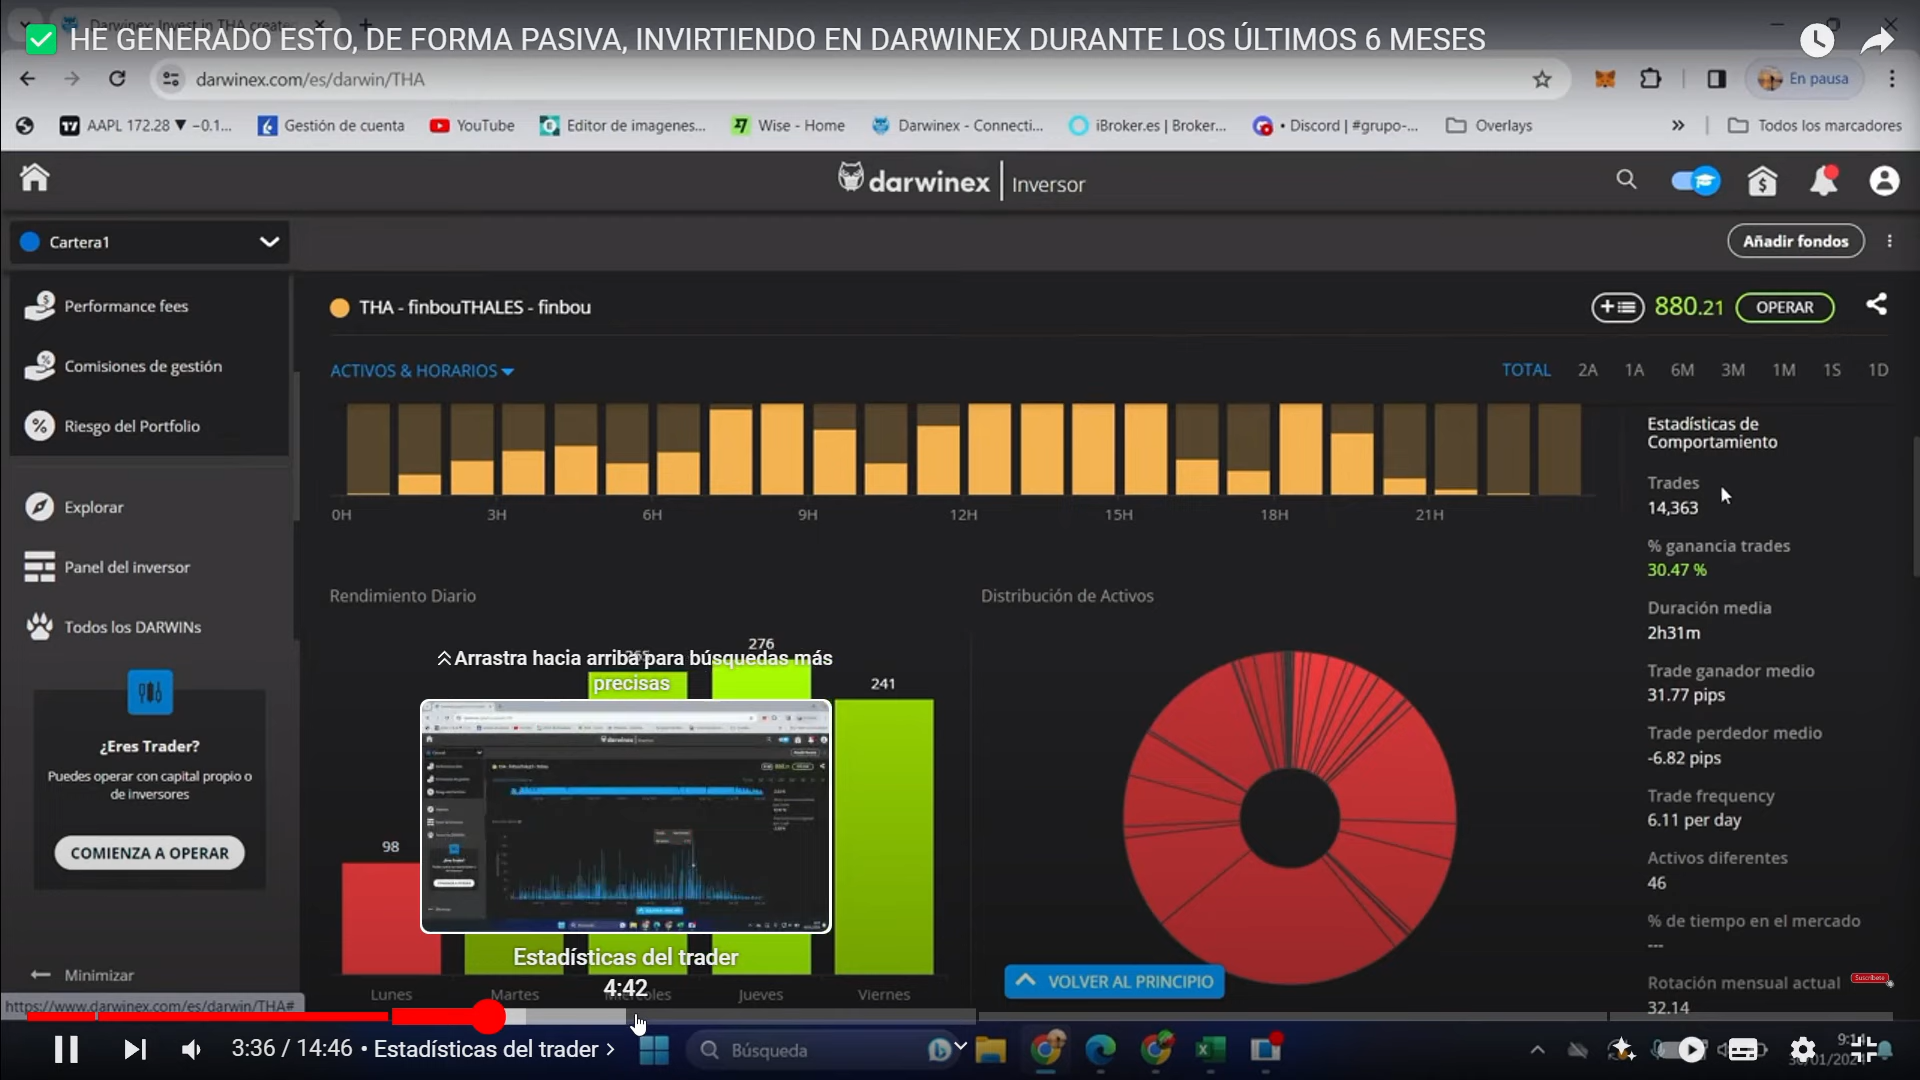 HE GENERADO ESTO, DE FORMA PASIVA, INVIRTIENDO EN DARWINEX DURANTE LOS ÚLTIMOS 6 MESES
Darwinex: Invest in THA create
darwinex.com/es/darwin/THA
En pausa
AAPL 172.28 ▼ −0.1...
Gestión de cuenta
YouTube
Editor de imagenes...
Wise - Home
Darwinex - Connecti...
iBroker.es | Broker...
• Discord | #grupo-...
Overlays
»
Todos los marcadores
darwinex | Inversor
Cartera1
Añadir fondos
Performance fees
Comisiones de gestión
Riesgo del Portfolio
Explorar
Panel del inversor
Todos los DARWINs
¿Eres Trader?
Puedes operar con capital propio o
de inversores
COMIENZA A OPERAR
Minimizar
https://www.darwinex.com/es/darwin/THA#
THA - finbouTHALES - finbou
880.21
OPERAR
ACTIVOS & HORARIOS
TOTAL 2A 1A 6M 3M 1M 1S 1D
0H 3H 6H 9H 12H 15H 18H 21H
Rendimiento Diario
276
241
98
Lunes Martes Miércoles Jueves Viernes
Arrastra hacia arriba para búsquedas más
precisas
Estadísticas del trader
4:42
Distribución de Activos
VOLVER AL PRINCIPIO
Estadísticas de
Comportamiento
Trades
14,363
% ganancia trades
30.47 %
Duración media
2h31m
Trade ganador medio
31.77 pips
Trade perdedor medio
-6.82 pips
Trade frequency
6.11 per day
Activos diferentes
46
% de tiempo en el mercado
---
Rotación mensual actual
32.14
Suscríbete
3:36 / 14:46 • Estadísticas del trader ›
Búsqueda